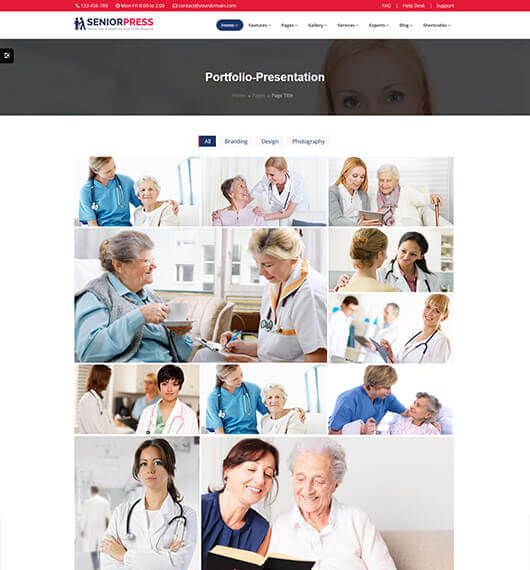 123-456-789 Mon-Fri 8:00 to 2:00 contact@yourdomain.com FAQ | Help Desk | Support
SENIORPRESS
Home Features Pages Gallery Services Experts Blog Shortcodes
Portfolio-Presentation
Home » Pages » Page Title
All Branding Design Photography